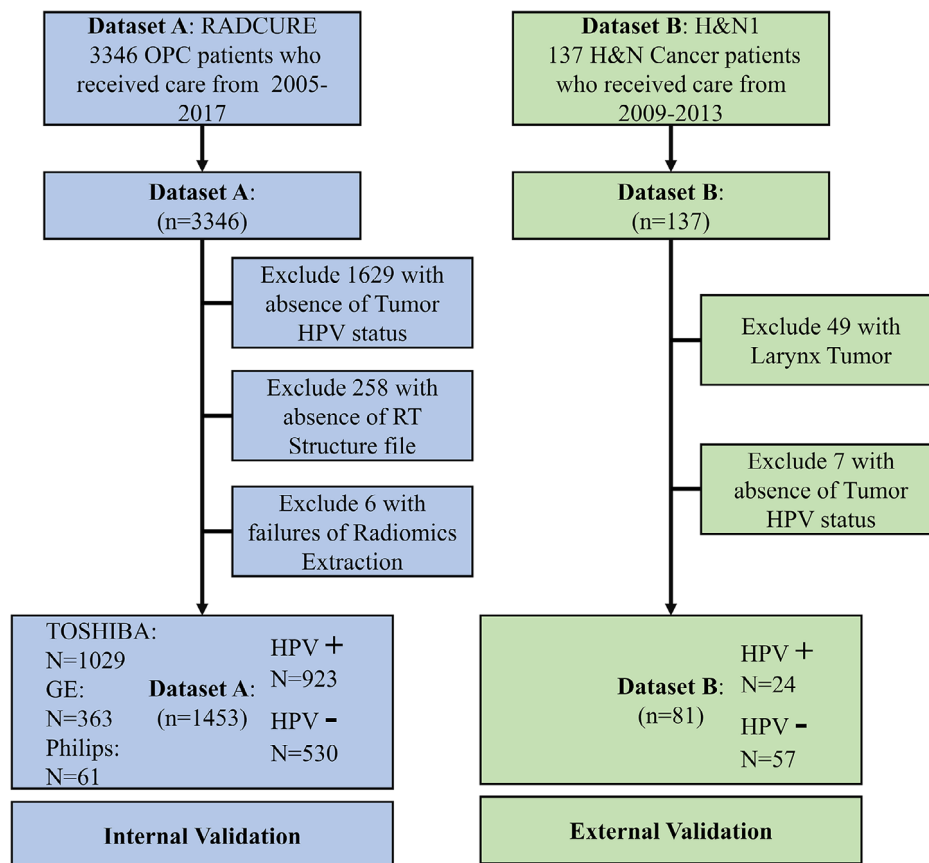 Dataset A: RADCURE
3346 OPC patients who
received care from 2005-
2017
Dataset A:
(n=3346)
Exclude 1629 with
absence of Tumor
HPV status
Exclude 258 with
absence of RT
Structure file
Exclude 6 with
failures of Radiomics
Extraction
TOSHIBA:
N=1029
GE:
N=363
Philips:
N=61
Dataset A:
(n=1453)
HPV +
N=923
HPV -
N=530
Internal Validation
Dataset B: H&N1
137 H&N Cancer patients
who received care from
2009-2013
Dataset B:
(n=137)
Exclude 49 with
Larynx Tumor
Exclude 7 with
absence of Tumor
HPV status
Dataset B:
(n=81)
HPV +
N=24
HPV -
N=57
External Validation